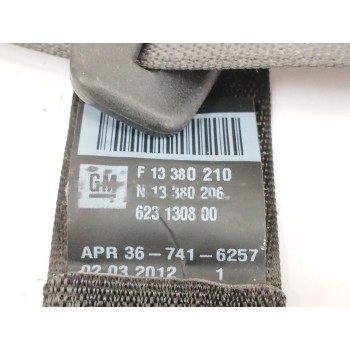 F 13 380 210
GM
N 13 380 206
623 1308 00
APR 36-741-6257
02.03.2012 1